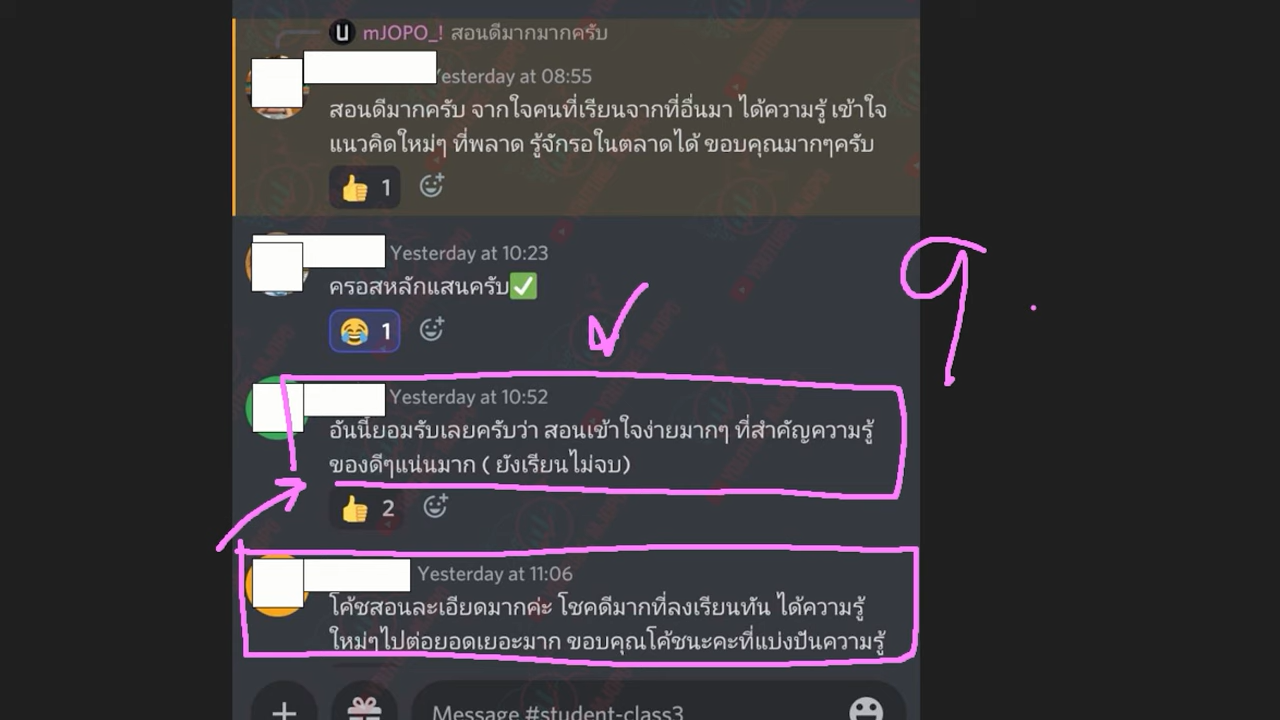 U mJOPO_! สอนดีมากมากครับ
Yesterday at 08:55
สอนดีมากครับ จากใจคนที่เรียนจากที่อื่นมา ได้ความรู้ เข้าใจ
แนวคิดใหม่ๆ ที่พลาด รู้จักรอในตลาดได้ ขอบคุณมากๆครับ
👍 1
Yesterday at 10:23
ครอสหลักแสนครับ✅
😂 1
Yesterday at 10:52
อันนี้ยอมรับเลยครับว่า สอนเข้าใจง่ายมากๆ ที่สำคัญความรู้
ของดีๆแน่นมาก ( ยังเรียนไม่จบ)
👍 2
Yesterday at 11:06
โค้ชสอนละเอียดมากค่ะ โชคดีมากที่ลงเรียนทัน ได้ความรู้
ใหม่ๆไปต่อยอดเยอะมาก ขอบคุณโค้ชนะคะที่แบ่งปันความรู้
Message #student-class3
9